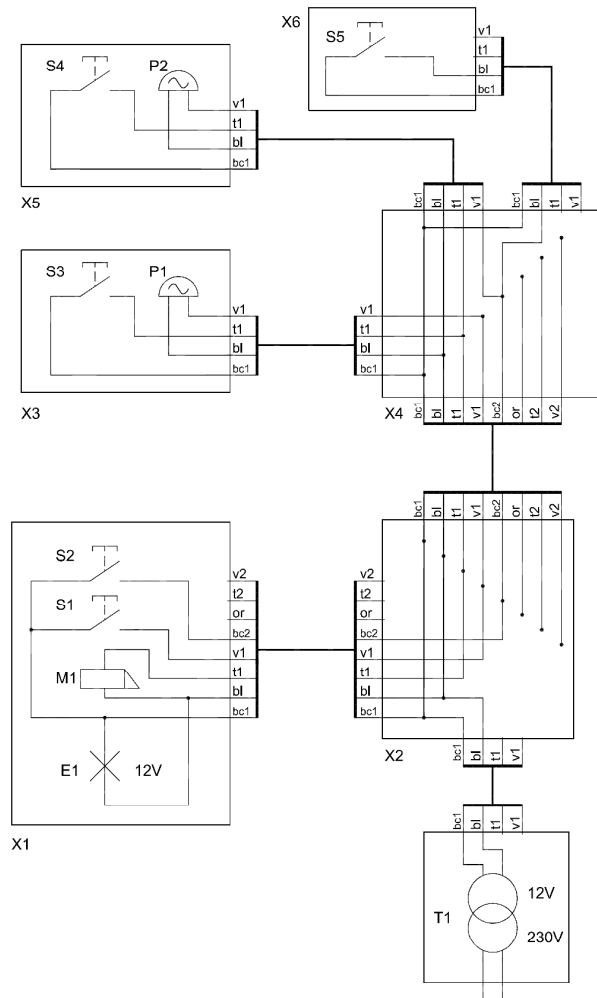 X6
S5
v1
t1
bl
bc1
S4
P2
v1
t1
bl
bc1
X5
bc1 bl t1 v1
bc1 bl t1 v1
S3
P1
v1
t1
bl
bc1
X3
v1
t1
bl
bc1
X4
bc1 bl t1 v1 bc2 or t2 v2
bc1 bl t1 v1 bc2 or t2 v2
S2
S1
M1
E1
12V
v2
t2
or
bc2
v1
t1
bl
bc1
X1
v2
t2
or
bc2
v1
t1
bl
bc1
X2
bc1 bl t1 v1
bc1 bl t1 v1
T1
12V
230V